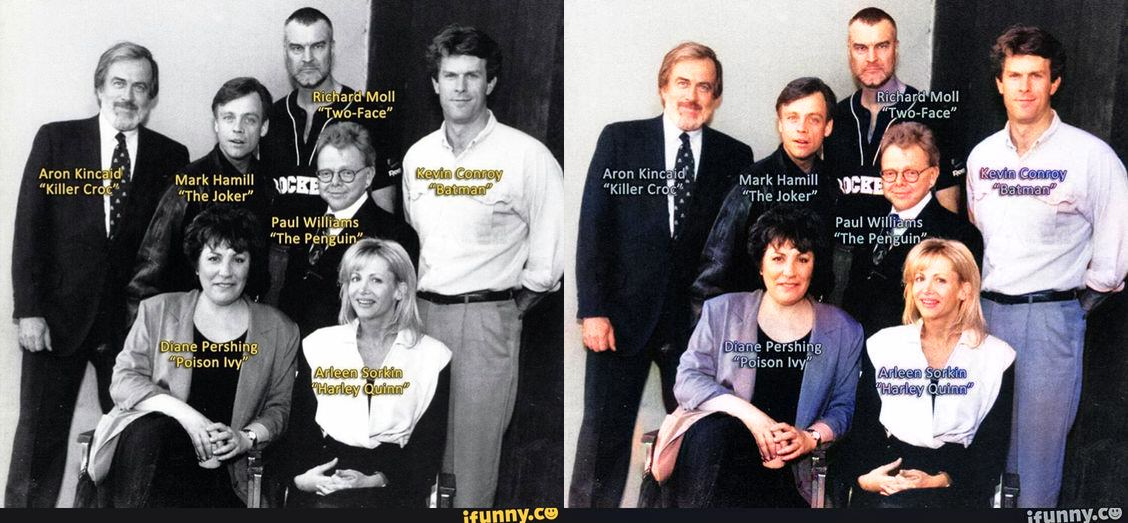 Richard Moll
"Two-Face"
Aron Kincaid
"Killer Croc"
Mark Hamill
"The Joker"
Kevin Conroy
"Batman"
OCKE
Paul Williams
"The Penguin"
Diane Pershing
"Poison Ivy"
Arleen Sorkin
"Harley Quinn"
ifunny.co
Richard Moll
"Two-Face"
Aron Kincaid
"Killer Croc"
Mark Hamill
"The Joker"
Kevin Conroy
"Batman"
OCKE
Paul Williams
"The Penguin"
Diane Pershing
"Poison Ivy"
Arleen Sorkin
"Harley Quinn"
ifunny.co